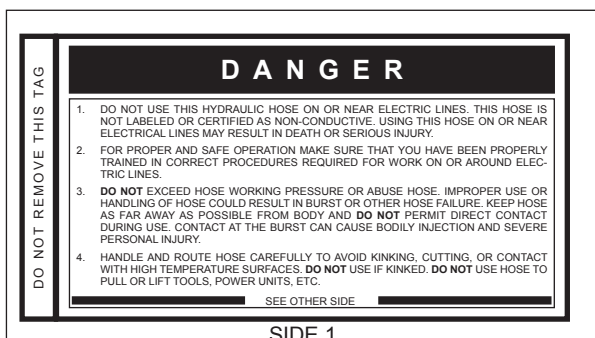 DO NOT REMOVE THIS TAG
DANGER
1. DO NOT USE THIS HYDRAULIC HOSE ON OR NEAR ELECTRIC LINES. THIS HOSE IS
NOT LABELED OR CERTIFIED AS NON-CONDUCTIVE. USING THIS HOSE ON OR NEAR
ELECTRICAL LINES MAY RESULT IN DEATH OR SERIOUS INJURY.
2. FOR PROPER AND SAFE OPERATION MAKE SURE THAT YOU HAVE BEEN PROPERLY
TRAINED IN CORRECT PROCEDURES REQUIRED FOR WORK ON OR AROUND ELEC-
TRIC LINES.
3. DO NOT EXCEED HOSE WORKING PRESSURE OR ABUSE HOSE. IMPROPER USE OR
HANDLING OF HOSE COULD RESULT IN BURST OR OTHER HOSE FAILURE. KEEP HOSE
AS FAR AWAY AS POSSIBLE FROM BODY AND DO NOT PERMIT DIRECT CONTACT
DURING USE. CONTACT AT THE BURST CAN CAUSE BODILY INJECTION AND SEVERE
PERSONAL INJURY.
4. HANDLE AND ROUTE HOSE CAREFULLY TO AVOID KINKING, CUTTING, OR CONTACT
WITH HIGH TEMPERATURE SURFACES. DO NOT USE IF KINKED. DO NOT USE HOSE TO
PULL OR LIFT TOOLS, POWER UNITS, ETC.
SEE OTHER SIDE
SIDE 1